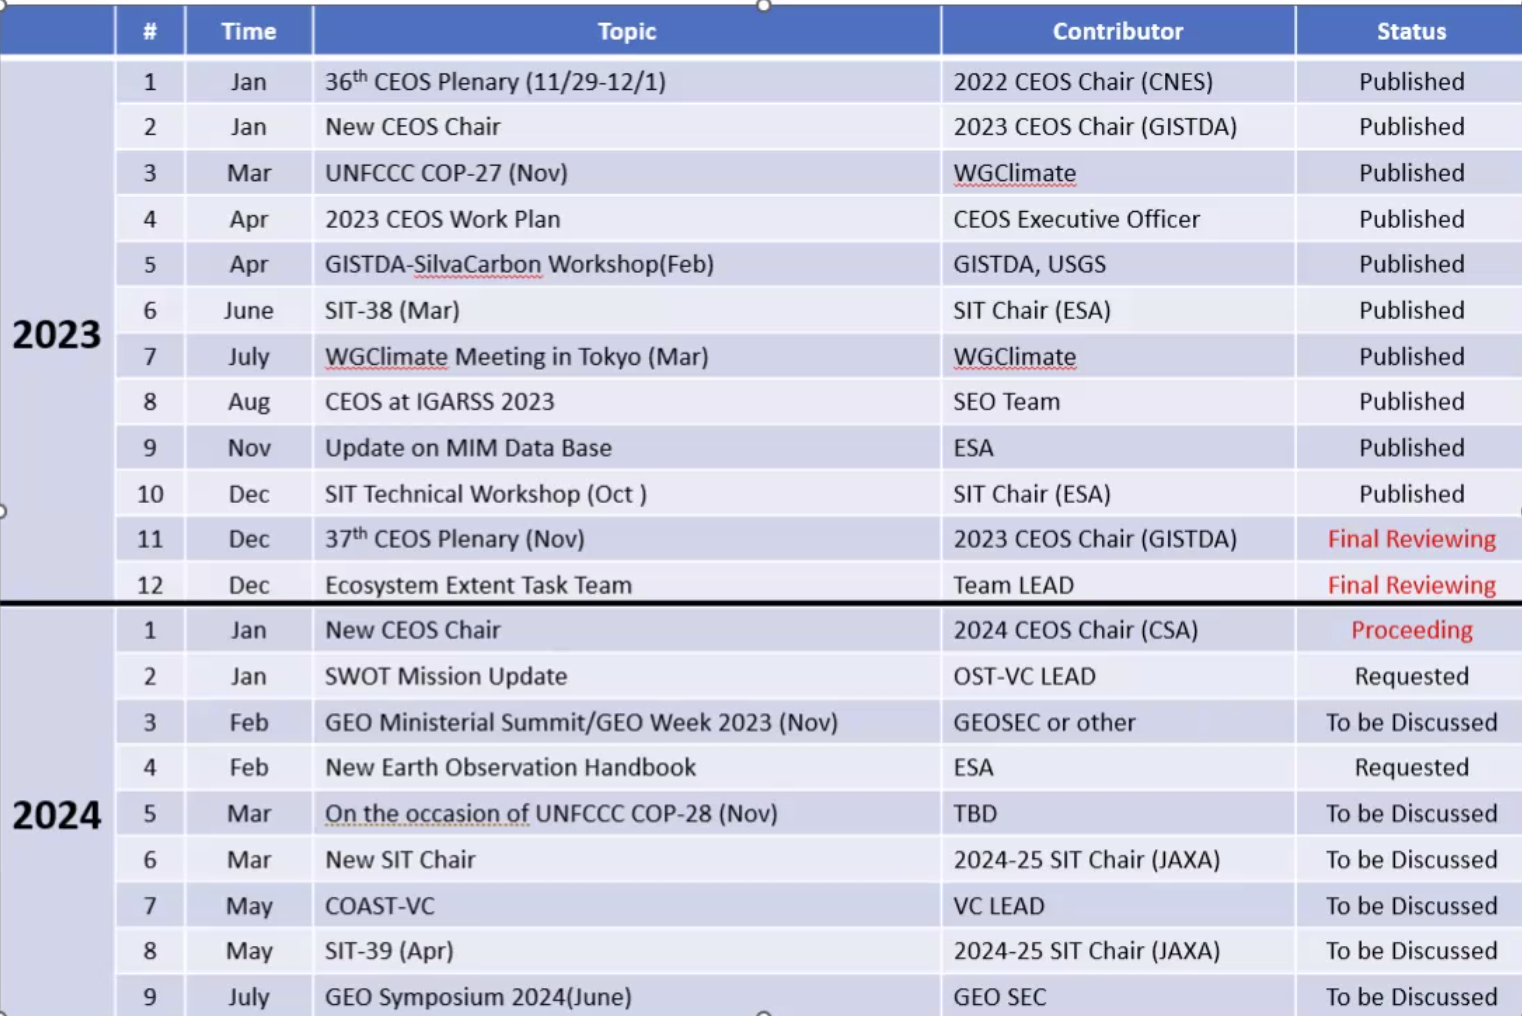 # Time Topic Contributor Status
2023
1 Jan 36th CEOS Plenary (11/29-12/1) 2022 CEOS Chair (CNES) Published
2 Jan New CEOS Chair 2023 CEOS Chair (GISTDA) Published
3 Mar UNFCCC COP-27 (Nov) WGClimate Published
4 Apr 2023 CEOS Work Plan CEOS Executive Officer Published
5 Apr GISTDA-SilvaCarbon Workshop(Feb) GISTDA, USGS Published
6 June SIT-38 (Mar) SIT Chair (ESA) Published
7 July WGClimate Meeting in Tokyo (Mar) WGClimate Published
8 Aug CEOS at IGARSS 2023 SEO Team Published
9 Nov Update on MIM Data Base ESA Published
10 Dec SIT Technical Workshop (Oct ) SIT Chair (ESA) Published
11 Dec 37th CEOS Plenary (Nov) 2023 CEOS Chair (GISTDA) Final Reviewing
12 Dec Ecosystem Extent Task Team Team LEAD Final Reviewing
2024
1 Jan New CEOS Chair 2024 CEOS Chair (CSA) Proceeding
2 Jan SWOT Mission Update OST-VC LEAD Requested
3 Feb GEO Ministerial Summit/GEO Week 2023 (Nov) GEOSEC or other To be Discussed
4 Feb New Earth Observation Handbook ESA Requested
5 Mar On the occasion of UNFCCC COP-28 (Nov) TBD To be Discussed
6 Mar New SIT Chair 2024-25 SIT Chair (JAXA) To be Discussed
7 May COAST-VC VC LEAD To be Discussed
8 May SIT-39 (Apr) 2024-25 SIT Chair (JAXA) To be Discussed
9 July GEO Symposium 2024(June) GEO SEC To be Discussed